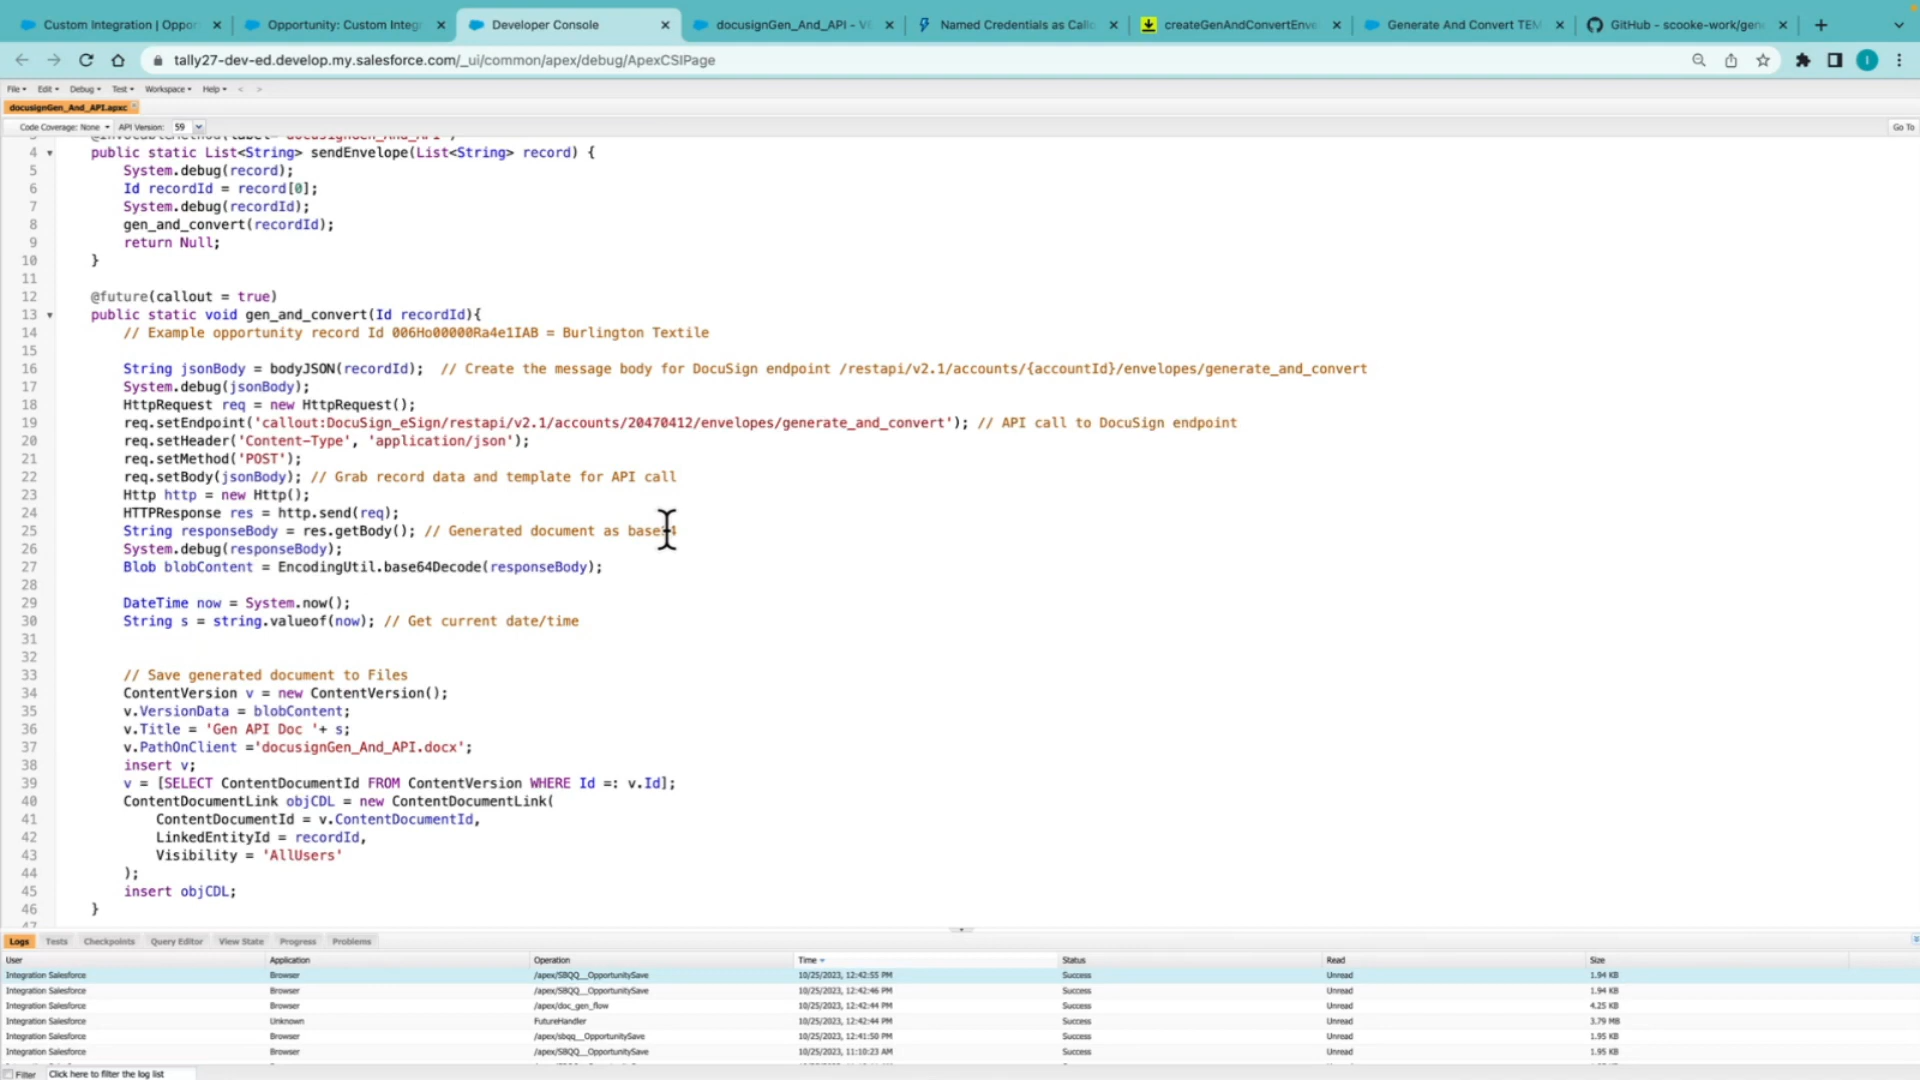 Custom Integration | Oppor
Opportunity: Custom Integr
Developer Console
docusignGen_And_API - V
Named Credentials as Callo
createGenAndConvertEnve
Generate And Convert TEM
GitHub - scooke-work/gen
tally27-dev-ed.develop.my.salesforce.com/_ui/common/apex/debug/ApexCSIPage
I
File Edit Debug Test Workspace Help < >
docusignGen_And_API.apxc
Code Coverage: None API Version: 59 Go To
4 public static List<String> sendEnvelope(List<String> record) {
5 System.debug(record);
6 Id recordId = record[0];
7 System.debug(recordId);
8 gen_and_convert(recordId);
9 return Null;
10 }
11
12 @future(callout = true)
13 public static void gen_and_convert(Id recordId){
14 // Example opportunity record Id 006Ho00000Ra4e1IAB = Burlington Textile
15
16 String jsonBody = bodyJSON(recordId); // Create the message body for DocuSign endpoint /restapi/v2.1/accounts/{accountId}/envelopes/generate_and_convert
17 System.debug(jsonBody);
18 HttpRequest req = new HttpRequest();
19 req.setEndpoint('callout:DocuSign_eSign/restapi/v2.1/accounts/20470412/envelopes/generate_and_convert'); // API call to DocuSign endpoint
20 req.setHeader('Content-Type', 'application/json');
21 req.setMethod('POST');
22 req.setBody(jsonBody); // Grab record data and template for API call
23 Http http = new Http();
24 HTTPResponse res = http.send(req);
25 String responseBody = res.getBody(); // Generated document as base64
26 System.debug(responseBody);
27 Blob blobContent = EncodingUtil.base64Decode(responseBody);
28
29 DateTime now = System.now();
30 String s = string.valueof(now); // Get current date/time
31
32
33 // Save generated document to Files
34 ContentVersion v = new ContentVersion();
35 v.VersionData = blobContent;
36 v.Title = 'Gen API Doc '+ s;
37 v.PathOnClient ='docusignGen_And_API.docx';
38 insert v;
39 v = [SELECT ContentDocumentId FROM ContentVersion WHERE Id =: v.Id];
40 ContentDocumentLink objCDL = new ContentDocumentLink(
41 ContentDocumentId = v.ContentDocumentId,
42 LinkedEntityId = recordId,
43 Visibility = 'AllUsers'
44 );
45 insert objCDL;
46 }
47
Logs Tests Checkpoints Query Editor View State Progress Problems
User Application Operation Time Status Read Size
Integration Salesforce Browser /apex/SBQQ__OpportunitySave 10/25/2023, 12:42:55 PM Success Unread 1.94 KB
Integration Salesforce Browser /apex/SBQQ__OpportunitySave 10/25/2023, 12:42:46 PM Success Unread 1.94 KB
Integration Salesforce Browser /apex/doc_gen_flow 10/25/2023, 12:42:44 PM Success Unread 4.25 KB
Integration Salesforce Unknown FutureHandler 10/25/2023, 12:42:44 PM Success Unread 3.79 MB
Integration Salesforce Browser /apex/sbqq__OpportunitySave 10/25/2023, 12:41:50 PM Success Unread 1.95 KB
Integration Salesforce Browser /apex/SBQQ__OpportunitySave 10/25/2023, 11:10:23 AM Success Unread 1.95 KB
Filter Click here to filter the log list